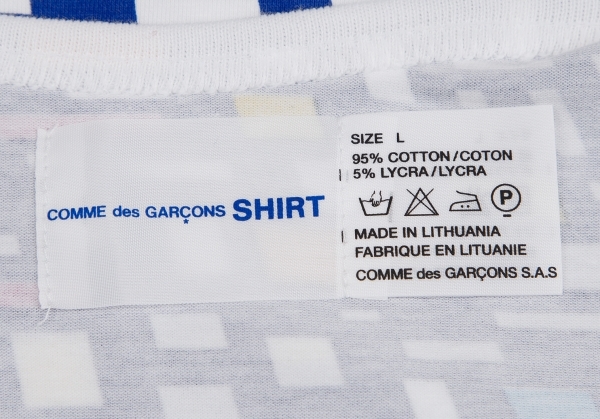 COMME des GARÇONS SHIRT
SIZE L
95% COTTON/COTON
5% LYCRA/LYCRA
P
MADE IN LITHUANIA
FABRIQUE EN LITUANIE
COMME des GARÇONS S.A.S